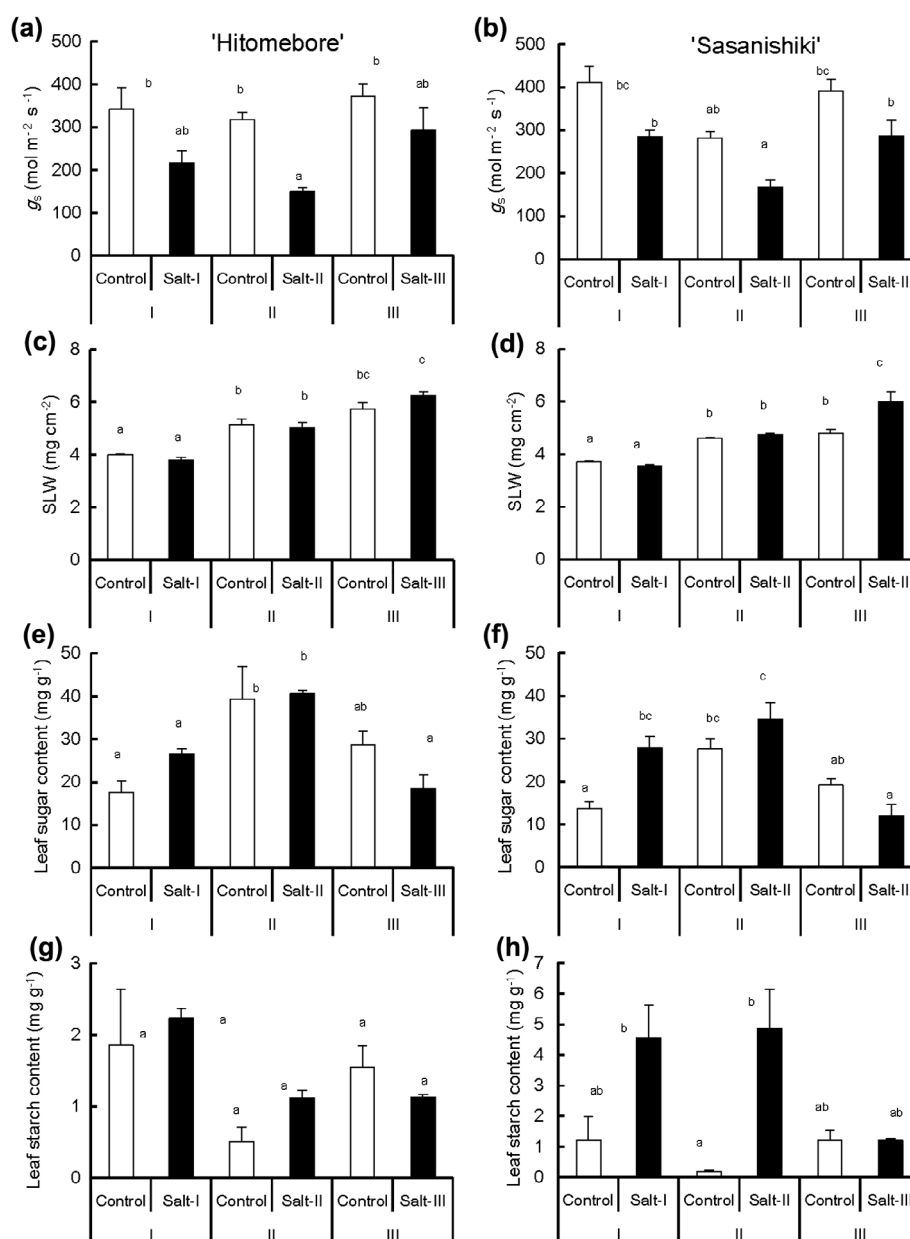 (a)
'Hitomebore'
500
400
300
200
100
0
gs (mol m-2 s-1)
b
ab
b
a
b
ab
Control Salt-I Control Salt-II Control Salt-III
I II III
(b)
'Sasanishiki'
500
400
300
200
100
0
gs (mol m-2 s-1)
bc
b
ab
a
bc
b
Control Salt-I Control Salt-II Control Salt-II
I II III
(c)
8
6
4
2
0
SLW (mg cm-2)
a
a
b
b
bc
c
Control Salt-I Control Salt-II Control Salt-III
I II III
(d)
8
6
4
2
0
SLW (mg cm-2)
a
a
b
b
b
c
Control Salt-I Control Salt-II Control Salt-II
I II III
(e)
50
40
30
20
10
0
Leaf sugar content (mg g-1)
a
a
b
b
ab
a
Control Salt-I Control Salt-II Control Salt-III
I II III
(f)
50
40
30
20
10
0
Leaf sugar content (mg g-1)
a
bc
bc
c
ab
a
Control Salt-I Control Salt-II Control Salt-II
I II III
(g)
3
2
1
0
Leaf starch content (mg g-1)
a
a
a
a
a
a
Control Salt-I Control Salt-II Control Salt-III
I II III
(h)
7
6
5
4
3
2
1
0
Leaf starch content (mg g-1)
ab
b
a
b
ab
ab
Control Salt-I Control Salt-II Control Salt-III
I II III